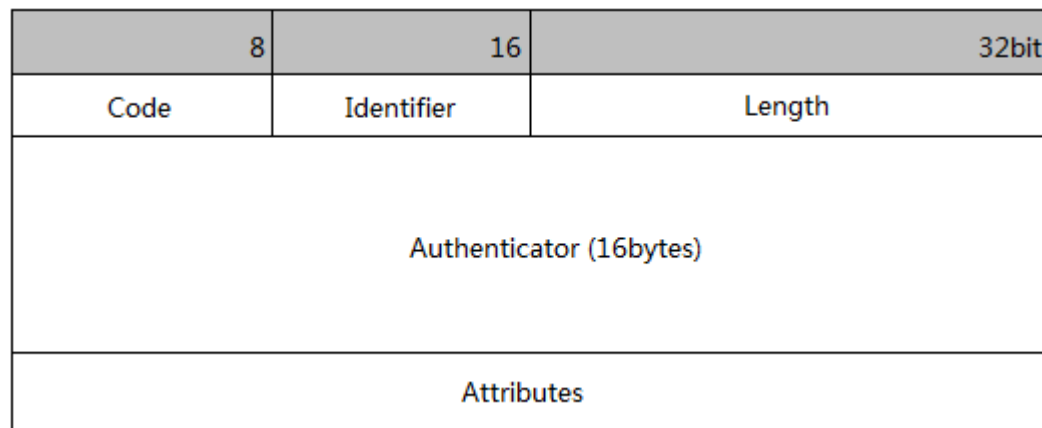 8 16 32bit
Code Identifier Length
Authenticator (16bytes)
Attributes